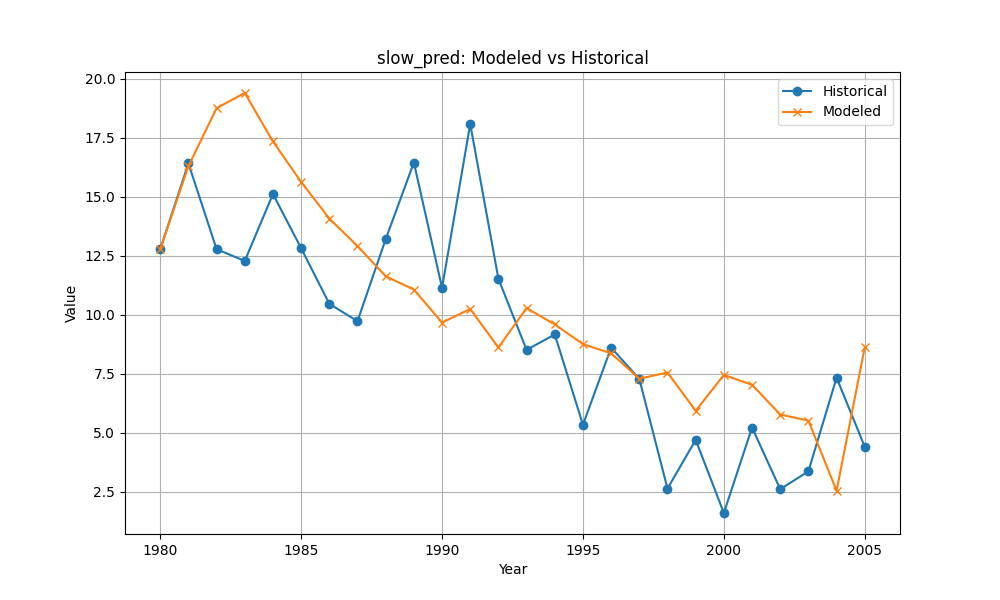 slow_pred: Modeled vs Historical
Historical
Modeled
Value
20.0
17.5
15.0
12.5
10.0
7.5
5.0
2.5
1980 1985 1990 1995 2000 2005
Year